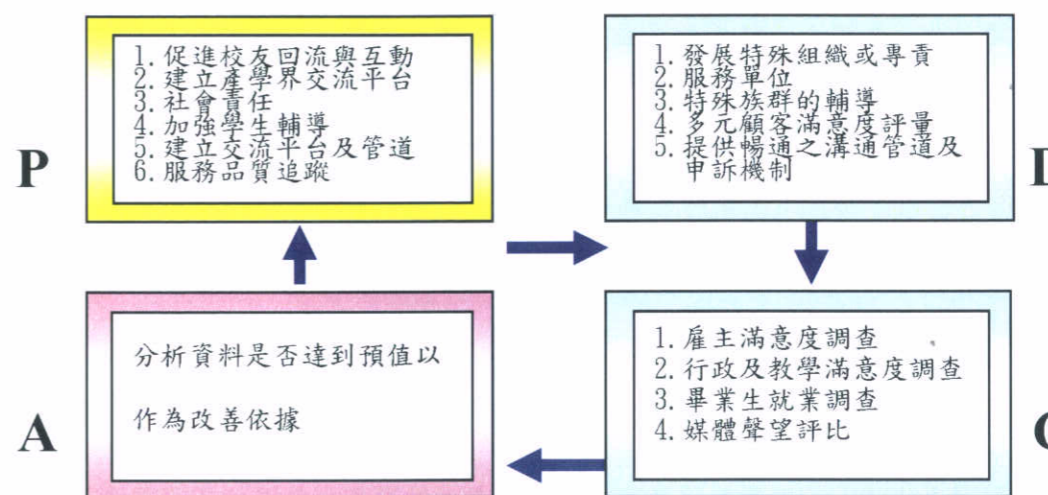 P
1.促進校友回流與互動
2.建立產學界交流平台
3.社會責任
4.加強學生輔導
5.建立交流平台及管道
6.服務品質追蹤
1.發展特殊組織或專責
2.服務單位
3.特殊族群的輔導
4.多元顧客滿意度評量
5.提供暢通之溝通管道及
申訴機制
A
分析資料是否達到預值以
作為改善依據
1.雇主滿意度調查
2.行政及教學滿意度調查
3.畢業生就業調查
4.媒體聲望評比